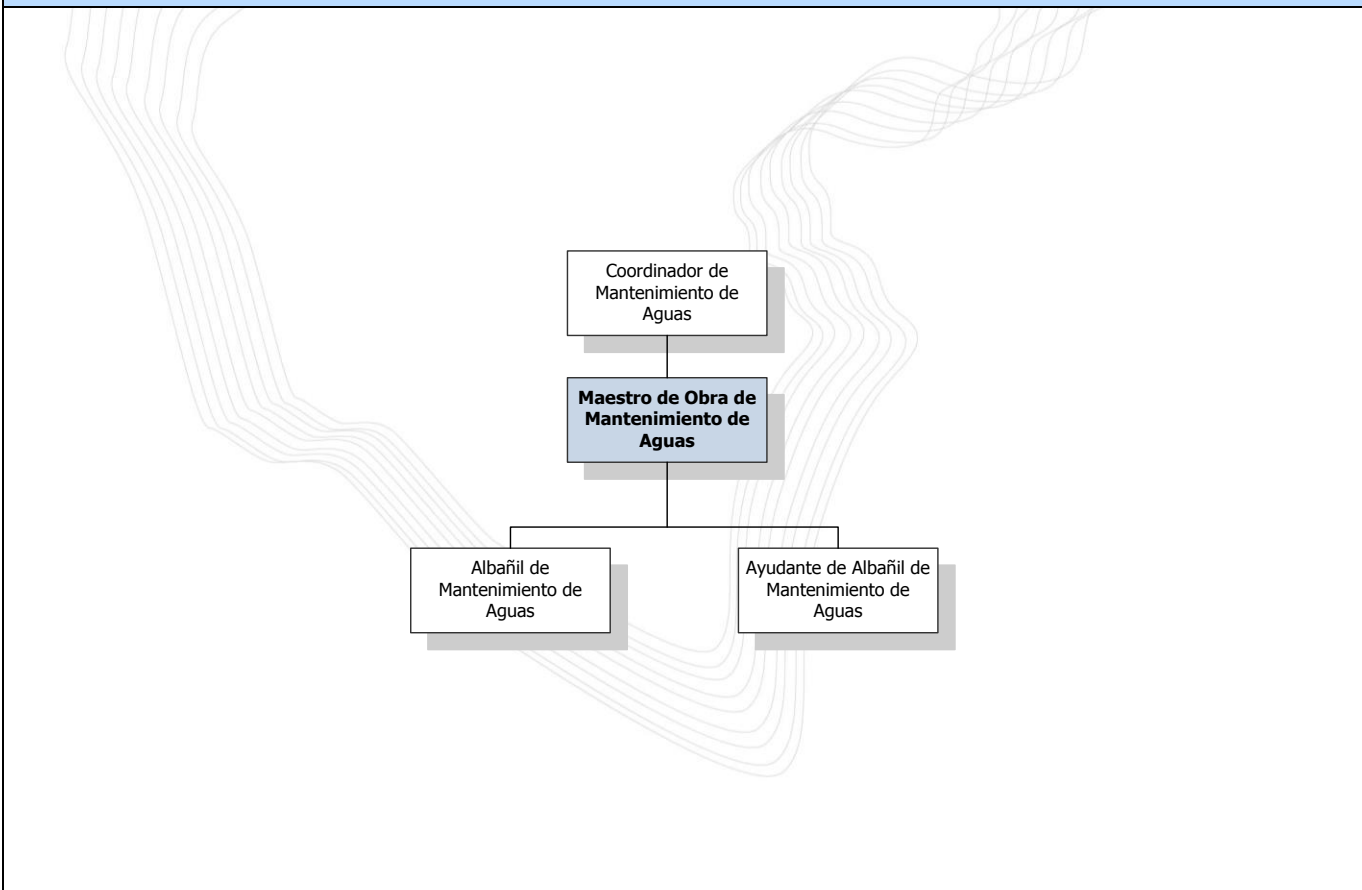 Coordinador de
Mantenimiento de
Aguas
Maestro de Obra de
Mantenimiento de
Aguas
Albañil de
Mantenimiento de
Aguas
Ayudante de Albañil de
Mantenimiento de
Aguas